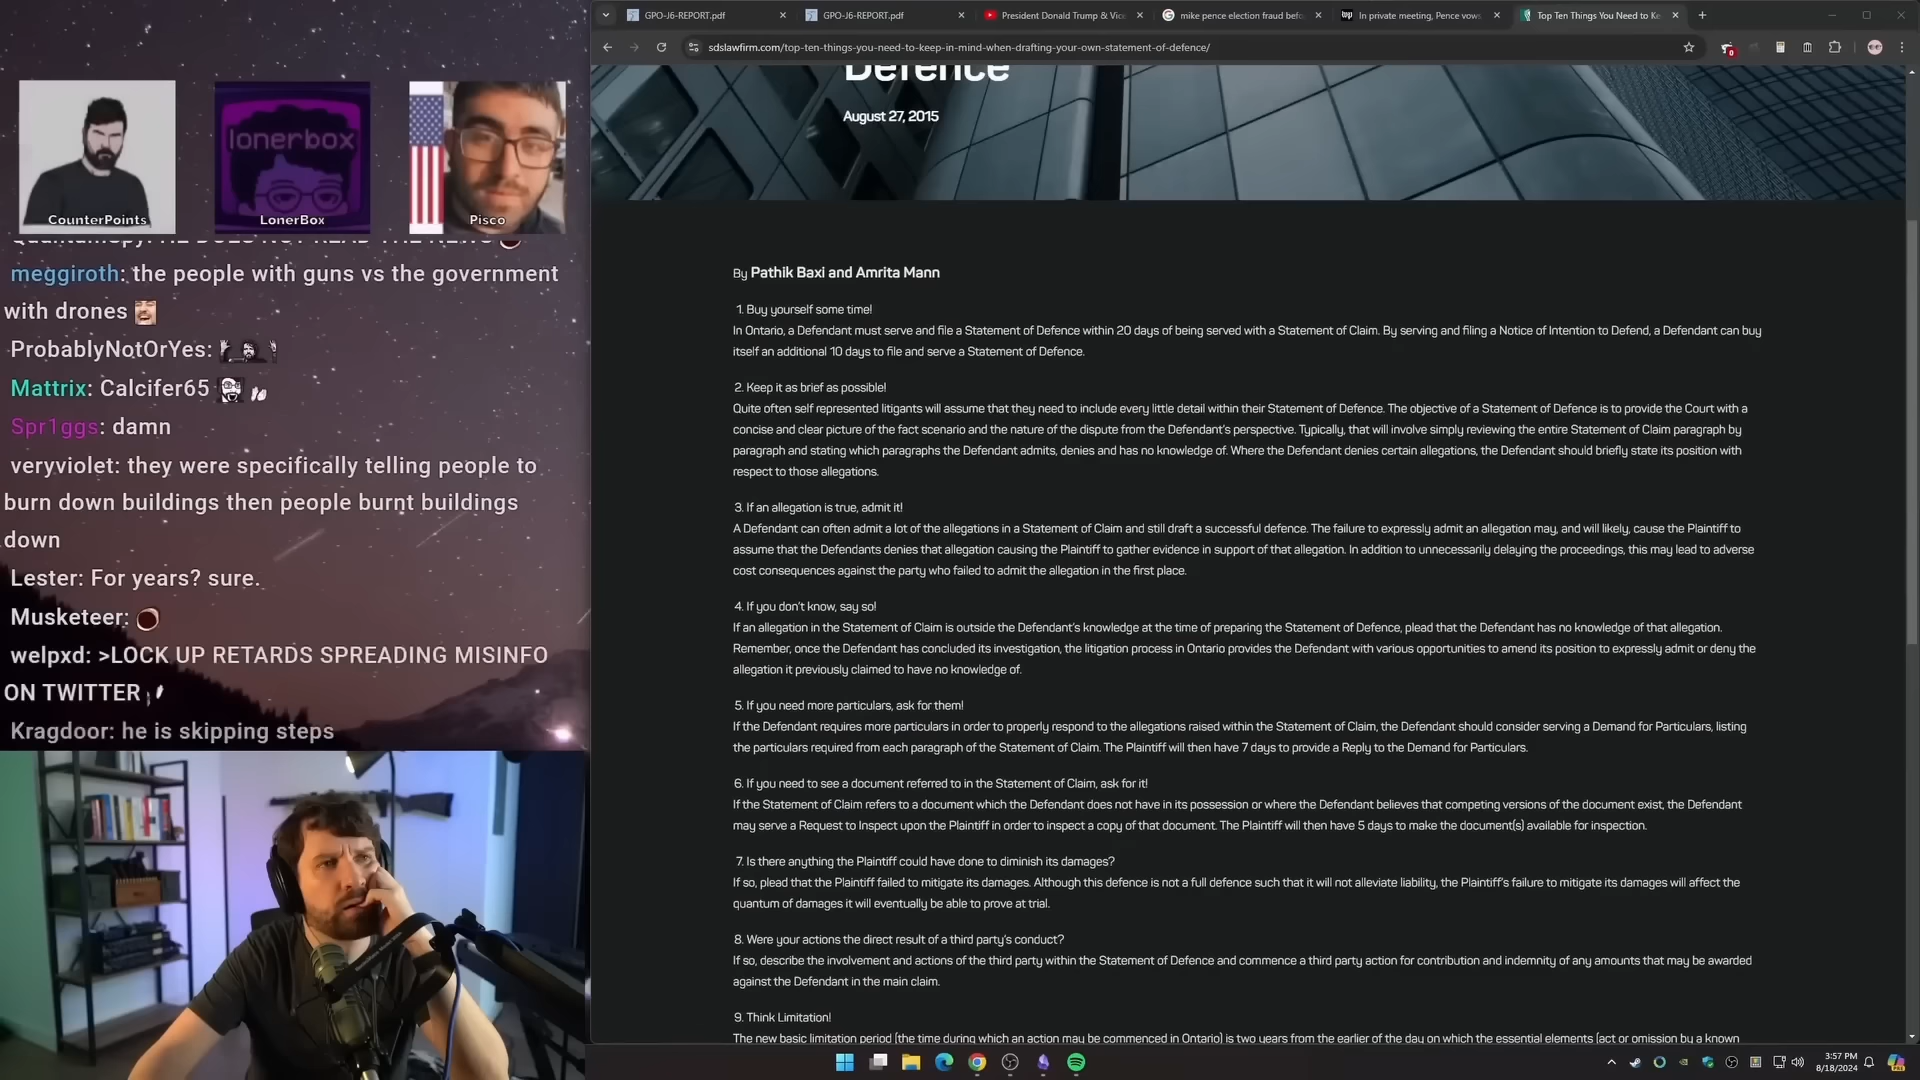 GPO-J6-REPORT.pdf
GPO-J6-REPORT.pdf
President Donald Trump & Vice
mike pence election fraud befo
In private meeting, Pence vows
Top Ten Things You Need to Ke
sdslawfirm.com/top-ten-things-you-need-to-keep-in-mind-when-drafting-your-own-statement-of-defence/
CounterPoints
lonerbox
LonerBox
Pisco
meggiroth: the people with guns vs the government
with drones
ProbablyNotOrYes:
Mattrix: Calcifer65
Spr1ggs: damn
veryviolet: they were specifically telling people to
burn down buildings then people burnt buildings
down
Lester: For years? sure.
Musketeer:
welpxd: >LOCK UP RETARDS SPREADING MISINFO
ON TWITTER
Kragdoor: he is skipping steps
Defence
August 27, 2015
By Pathik Baxi and Amrita Mann
1. Buy yourself some time!
In Ontario, a Defendant must serve and file a Statement of Defence within 20 days of being served with a Statement of Claim. By serving and filing a Notice of Intention to Defend, a Defendant can buy
itself an additional 10 days to file and serve a Statement of Defence.
2. Keep it as brief as possible!
Quite often self represented litigants will assume that they need to include every little detail within their Statement of Defence. The objective of a Statement of Defence is to provide the Court with a
concise and clear picture of the fact scenario and the nature of the dispute from the Defendant's perspective. Typically, that will involve simply reviewing the entire Statement of Claim paragraph by
paragraph and stating which paragraphs the Defendant admits, denies and has no knowledge of. Where the Defendant denies certain allegations, the Defendant should briefly state its position with
respect to those allegations.
3. If an allegation is true, admit it!
A Defendant can often admit a lot of the allegations in a Statement of Claim and still draft a successful defence. The failure to expressly admit an allegation may, and will likely, cause the Plaintiff to
assume that the Defendants denies that allegation causing the Plaintiff to gather evidence in support of that allegation. In addition to unnecessarily delaying the proceedings, this may lead to adverse
cost consequences against the party who failed to admit the allegation in the first place.
4. If you don't know, say so!
If an allegation in the Statement of Claim is outside the Defendant's knowledge at the time of preparing the Statement of Defence, plead that the Defendant has no knowledge of that allegation.
Remember, once the Defendant has concluded its investigation, the litigation process in Ontario provides the Defendant with various opportunities to amend its position to expressly admit or deny the
allegation it previously claimed to have no knowledge of.
5. If you need more particulars, ask for them!
If the Defendant requires more particulars in order to properly respond to the allegations raised within the Statement of Claim, the Defendant should consider serving a Demand for Particulars, listing
the particulars required from each paragraph of the Statement of Claim. The Plaintiff will then have 7 days to provide a Reply to the Demand for Particulars.
6. If you need to see a document referred to in the Statement of Claim, ask for it!
If the Statement of Claim refers to a document which the Defendant does not have in its possession or where the Defendant believes that competing versions of the document exist, the Defendant
may serve a Request to Inspect upon the Plaintiff in order to inspect a copy of that document. The Plaintiff will then have 5 days to make the document(s) available for inspection.
7. Is there anything the Plaintiff could have done to diminish its damages?
If so, plead that the Plaintiff failed to mitigate its damages. Although this defence is not a full defence such that it will not alleviate liability, the Plaintiff's failure to mitigate its damages will affect the
quantum of damages it will eventually be able to prove at trial.
8. Were your actions the direct result of a third party's conduct?
If so, describe the involvement and actions of the third party within the Statement of Defence and commence a third party action for contribution and indemnity of any amounts that may be awarded
against the Defendant in the main claim.
9. Think Limitation!
The new basic limitation period (the time during which an action may be commenced in Ontario) is two years from the earlier of the day on which the essential elements (act or omission by a known
3:57 PM
8/18/2024